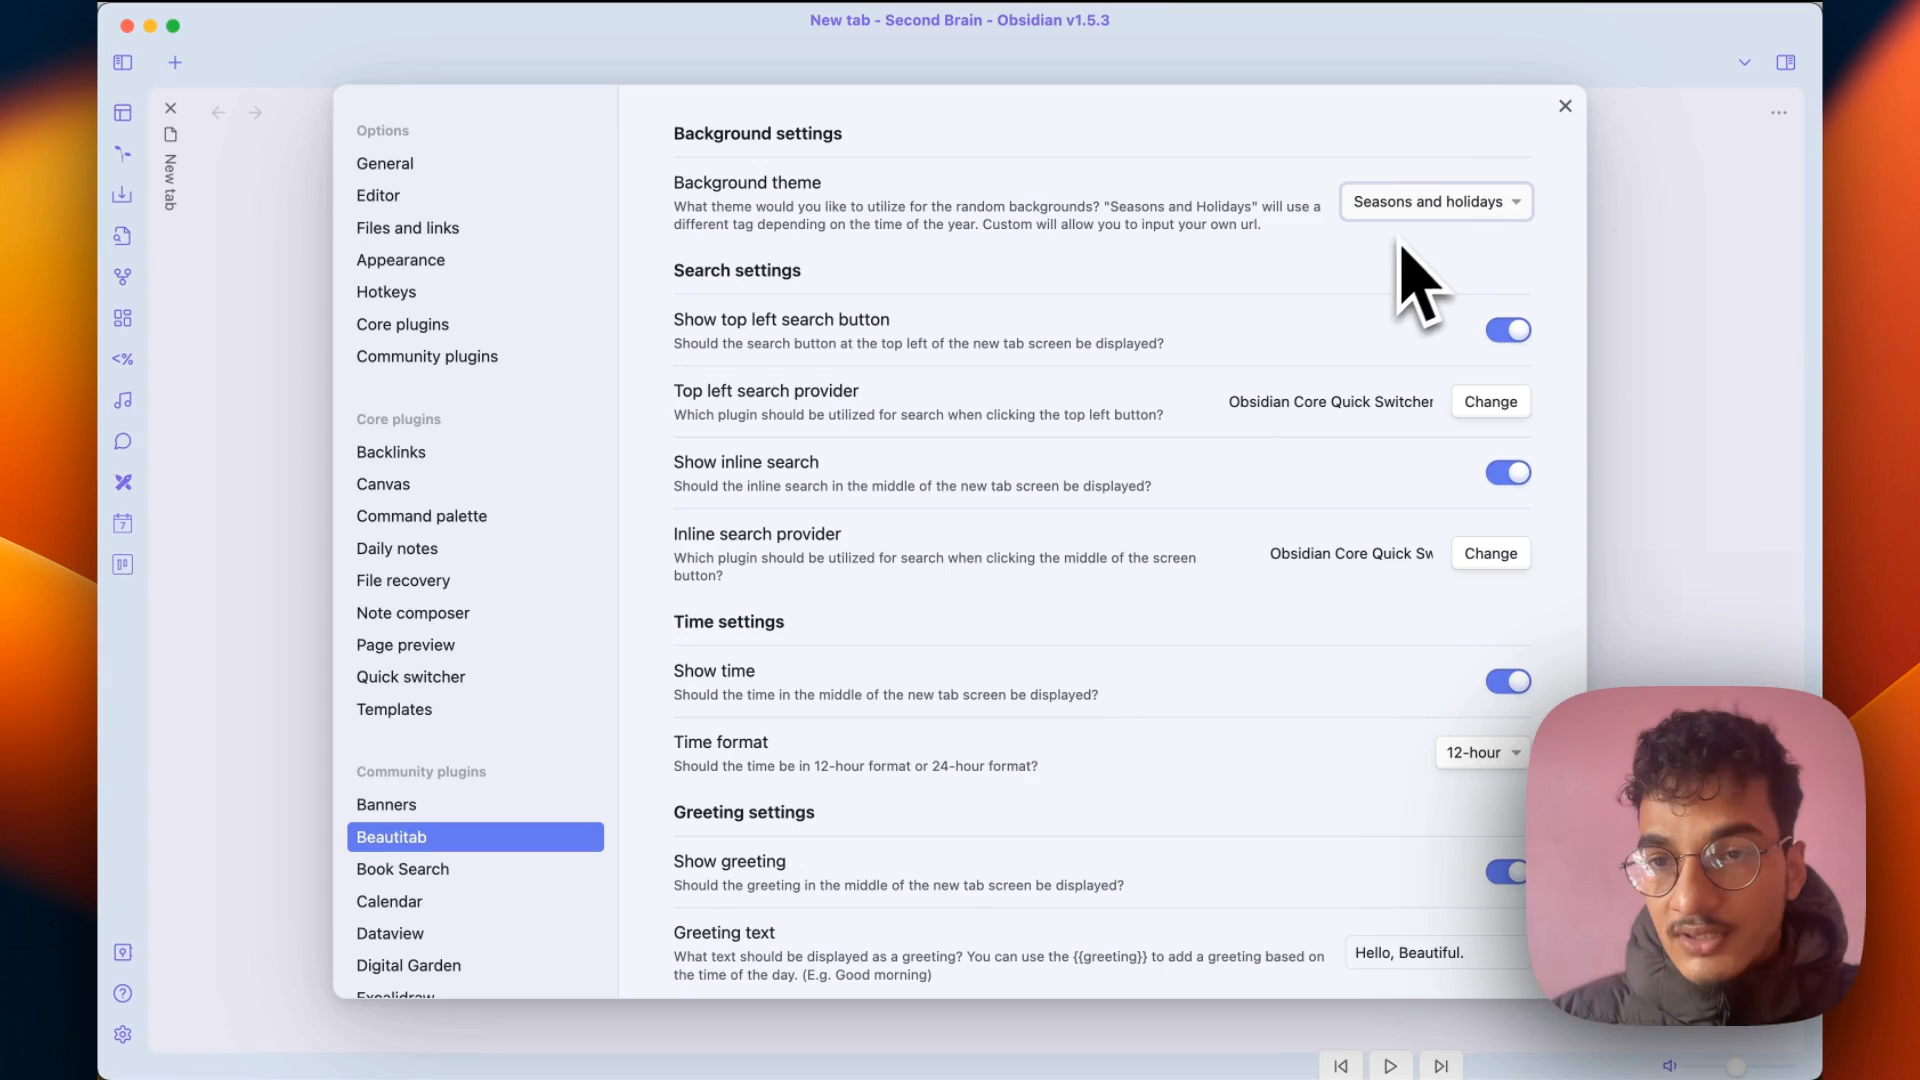 New tab - Second Brain - Obsidian v1.5.3
New tab
Options
General
Editor
Files and links
Appearance
Hotkeys
Core plugins
Community plugins
Core plugins
Backlinks
Canvas
Command palette
Daily notes
File recovery
Note composer
Page preview
Quick switcher
Templates
Community plugins
Banners
Beautitab
Book Search
Calendar
Dataview
Digital Garden
Excalidraw
Background settings
Background theme
What theme would you like to utilize for the random backgrounds? "Seasons and Holidays" will use a
different tag depending on the time of the year. Custom will allow you to input your own url.
Seasons and holidays
Search settings
Show top left search button
Should the search button at the top left of the new tab screen be displayed?
Top left search provider
Which plugin should be utilized for search when clicking the top left button?
Obsidian Core Quick Switcher
Change
Show inline search
Should the inline search in the middle of the new tab screen be displayed?
Inline search provider
Which plugin should be utilized for search when clicking the middle of the screen
button?
Obsidian Core Quick Sw
Change
Time settings
Show time
Should the time in the middle of the new tab screen be displayed?
Time format
Should the time be in 12-hour format or 24-hour format?
12-hour
Greeting settings
Show greeting
Should the greeting in the middle of the new tab screen be displayed?
Greeting text
What text should be displayed as a greeting? You can use the {{greeting}} to add a greeting based on
the time of the day. (E.g. Good morning)
Hello, Beautiful.
<%
7